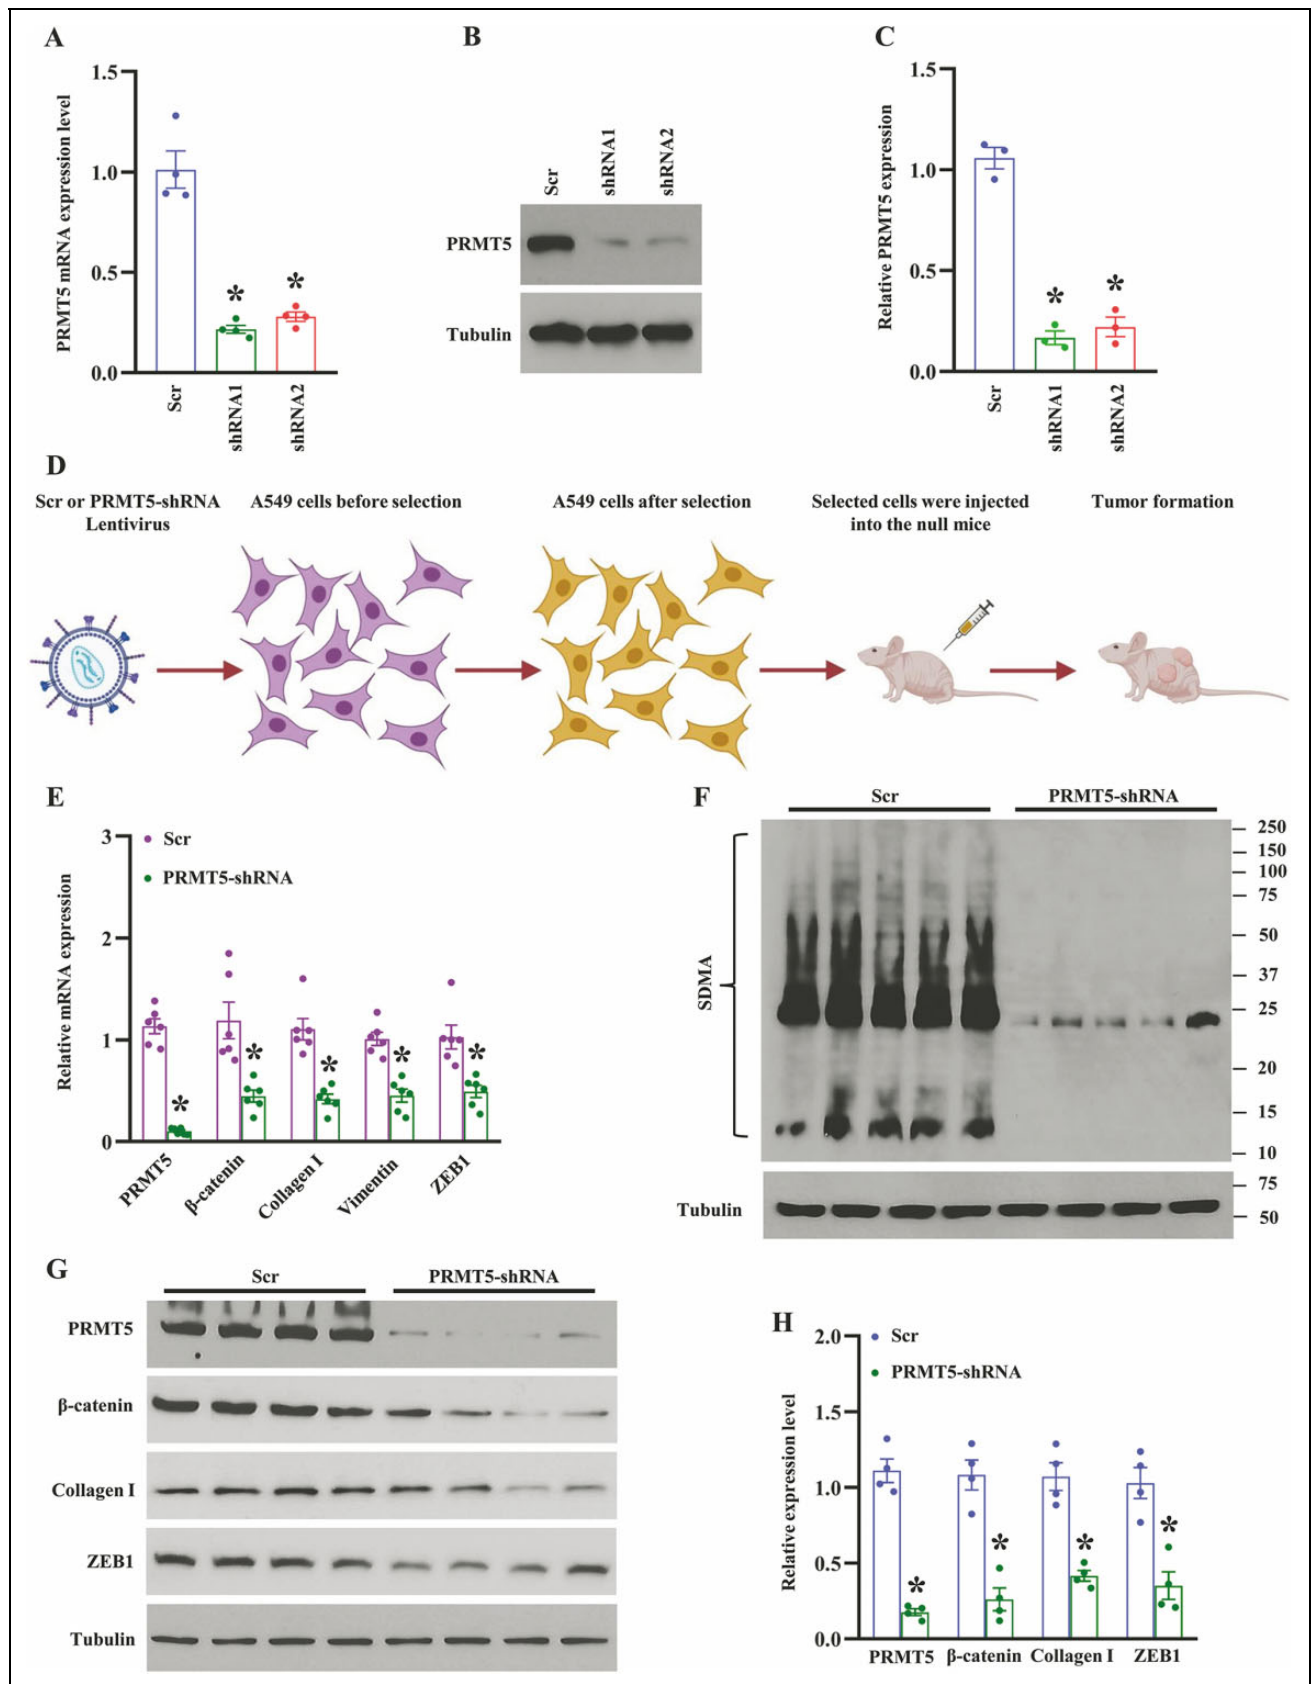 A
PRMT5 mRNA expression level
1.5
1.0
0.5
0.0
*
*
Scr
shRNA1
shRNA2
B
Scr
shRNA1
shRNA2
PRMT5
Tubulin
C
Relative PRMT5 expression
1.5
1.0
0.5
0.0
*
*
Scr
shRNA1
shRNA2
D
Scr or PRMT5-shRNA
Lentivirus
A549 cells before selection
A549 cells after selection
Selected cells were injected
into the null mice
Tumor formation
E
Relative mRNA expression
3
2
1
0
Scr
PRMT5-shRNA
*
*
*
*
*
PRMT5
β-catenin
Collagen I
Vimentin
ZEB1
F
Scr
PRMT5-shRNA
SDMA
250
150
100
75
50
37
25
20
15
10
Tubulin
75
50
G
Scr
PRMT5-shRNA
PRMT5
β-catenin
Collagen I
ZEB1
Tubulin
H
Relative expression level
2.0
1.5
1.0
0.5
0.0
Scr
PRMT5-shRNA
*
*
*
*
PRMT5
β-catenin
Collagen I
ZEB1